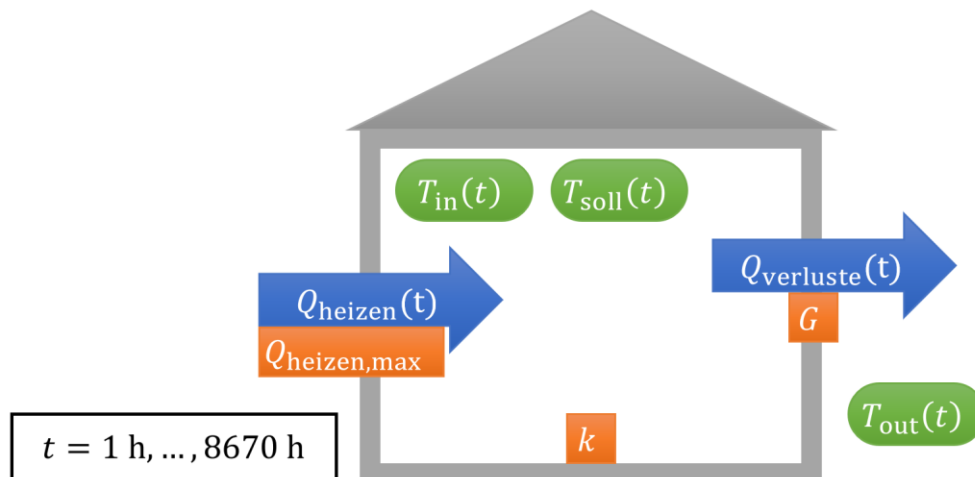 T_in(t)
T_soll(t)
Q_heizen(t)
Q_verluste(t)
Q_heizen,max
G
T_out(t)
k
t = 1 h, … , 8670 h